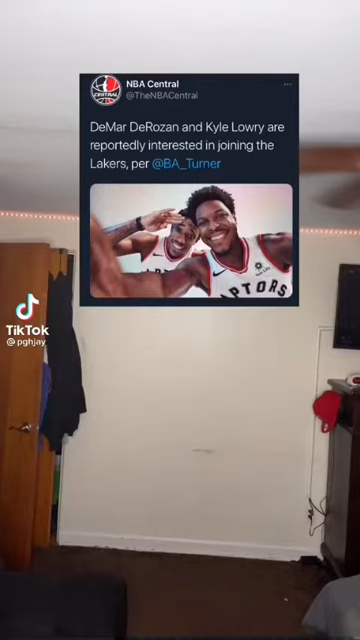 NBA Central
@TheNBACentral
DeMar DeRozan and Kyle Lowry are
reportedly interested in joining the
Lakers, per @BA_Turner
CENTRAL
APTORS
TikTok
@pghjay